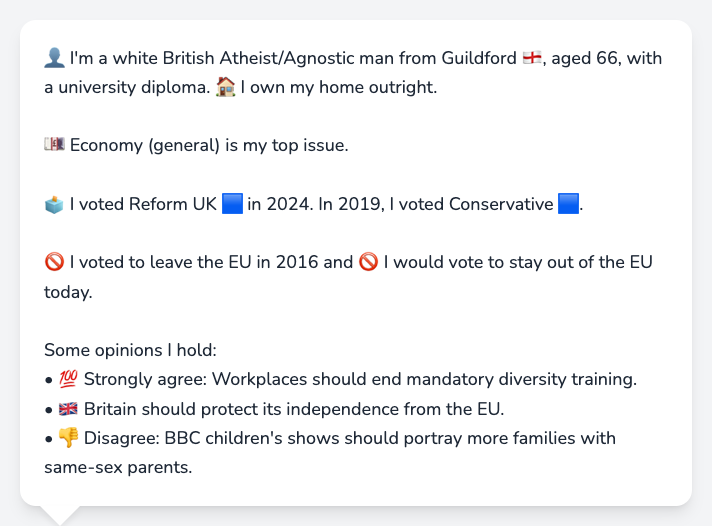 👤 I'm a white British Atheist/Agnostic man from Guildford 🏴󠁧󠁢󠁥󠁮󠁧󠁿, aged 66, with
a university diploma. 🏠 I own my home outright.
💷 Economy (general) is my top issue.
🗳️ I voted Reform UK 🟦 in 2024. In 2019, I voted Conservative 🟦.
🚫 I voted to leave the EU in 2016 and 🚫 I would vote to stay out of the EU
today.
Some opinions I hold:
• 💯 Strongly agree: Workplaces should end mandatory diversity training.
• 🇬🇧 Britain should protect its independence from the EU.
• 👎 Disagree: BBC children's shows should portray more families with
same-sex parents.